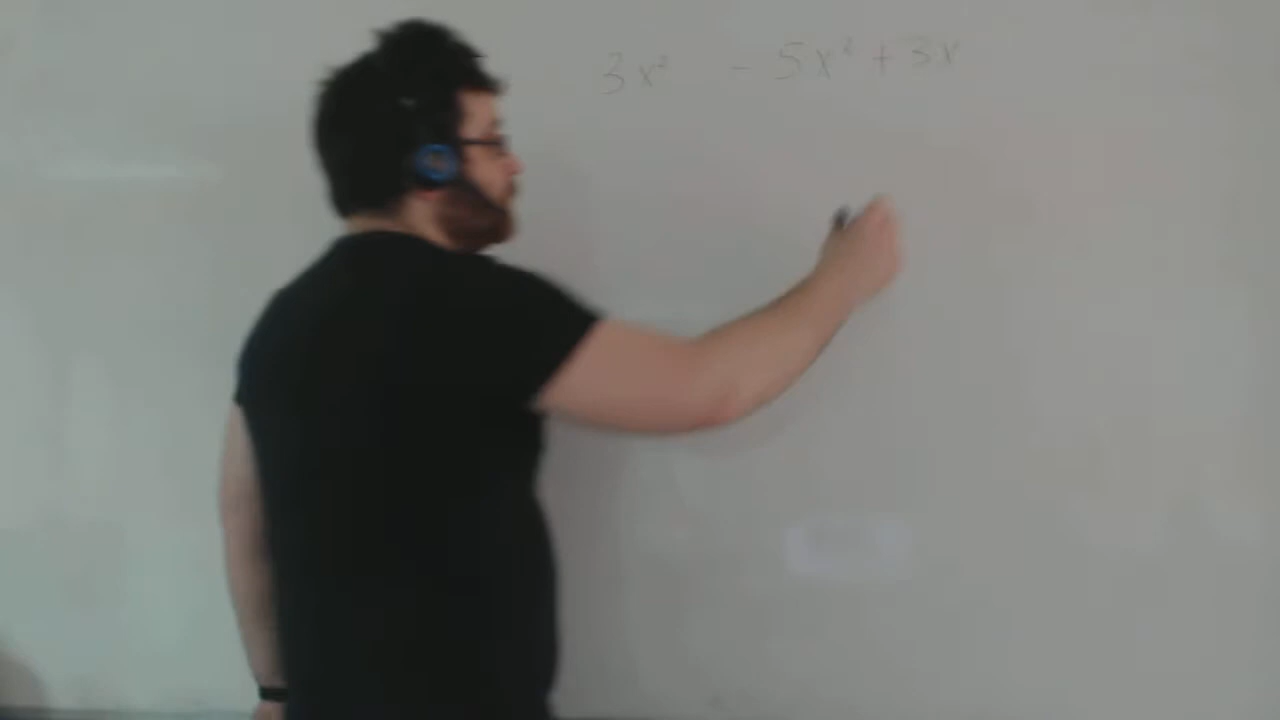 3x² - 5x² + 3x